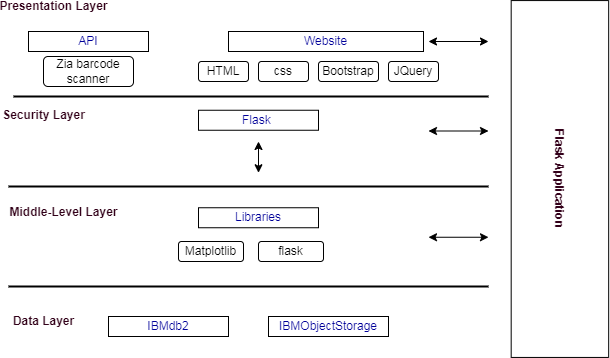 Presentation Layer
API
Website
Zia barcode
scanner
HTML
css
Bootstrap
JQuery
Security Layer
Flask
Middle-Level Layer
Libraries
Matplotlib
flask
Data Layer
IBMdb2
IBMObjectStorage
Flask Application